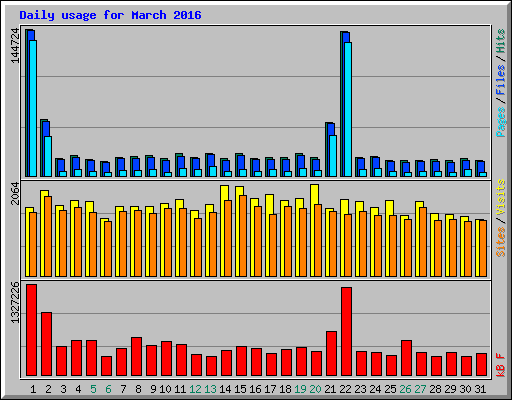 Daily usage for March 2016
144724
Pages / Files / Hits
2064
Sites / Visits
1327226
kB F
1 2 3 4 5 6 7 8 9 10 11 12 13 14 15 16 17 18 19 20 21 22 23 24 25 26 27 28 29 30 31